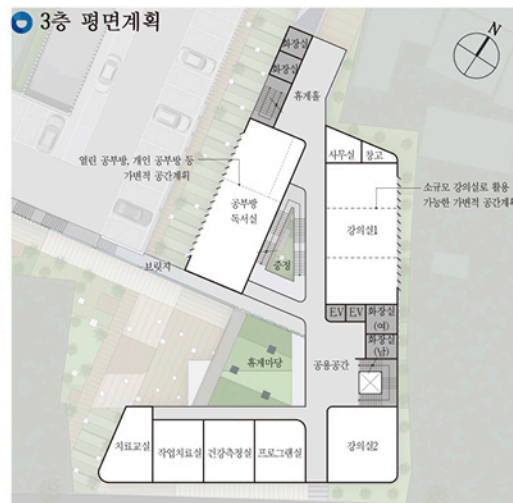 3층 평면계획
N
화장실
화장실
휴게홀
열린 공부방, 개인 공부방 등
가변적 공간계획
사무실
창고
소규모 강의실로 활용
가능한 가변적 공간계획
공부방
독서실
강의실1
중정
브릿지
EV
EV
화장실
(여)
화장실
(남)
휴게마당
공용공간
치료교실
작업치료실
건강측정실
프로그램실
강의실2